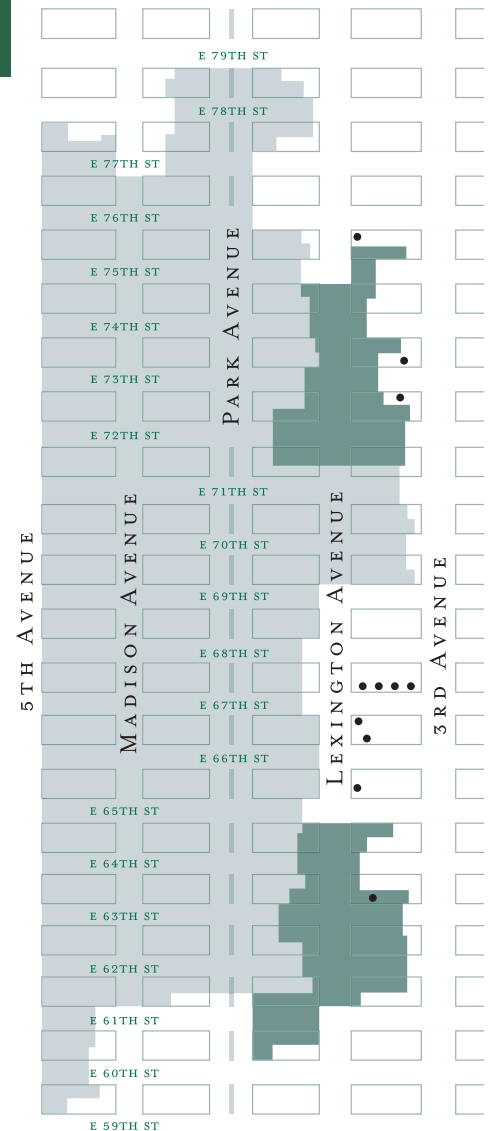 E 79TH ST
E 78TH ST
E 77TH ST
E 76TH ST
PARK AVENUE
E 75TH ST
E 74TH ST
E 73TH ST
E 72TH ST
E 71TH ST
5TH AVENUE
MADISON AVENUE
LEXINGTON AVENUE
3RD AVENUE
E 70TH ST
E 69TH ST
E 68TH ST
E 67TH ST
E 66TH ST
E 65TH ST
E 64TH ST
E 63TH ST
E 62TH ST
E 61TH ST
E 60TH ST
E 59TH ST